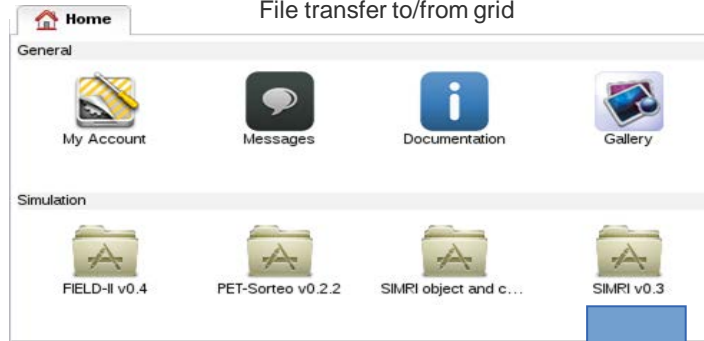 File transfer to/from grid
Home
General
My Account
Messages
Documentation
Gallery
Simulation
FIELD-II v0.4
PET-Sorteo v0.2.2
SIMRI object and c...
SIMRI v0.3